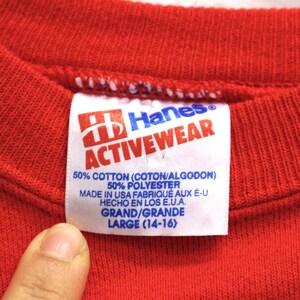 Hanes®
ACTIVEWEAR
50% COTTON (COTON/ALGODON)
50% POLYESTER
MADE IN USA FABRIQUÉ AUX É-U
HECHO EN LOS E.U.A.
GRAND/GRANDE
LARGE (14-16)